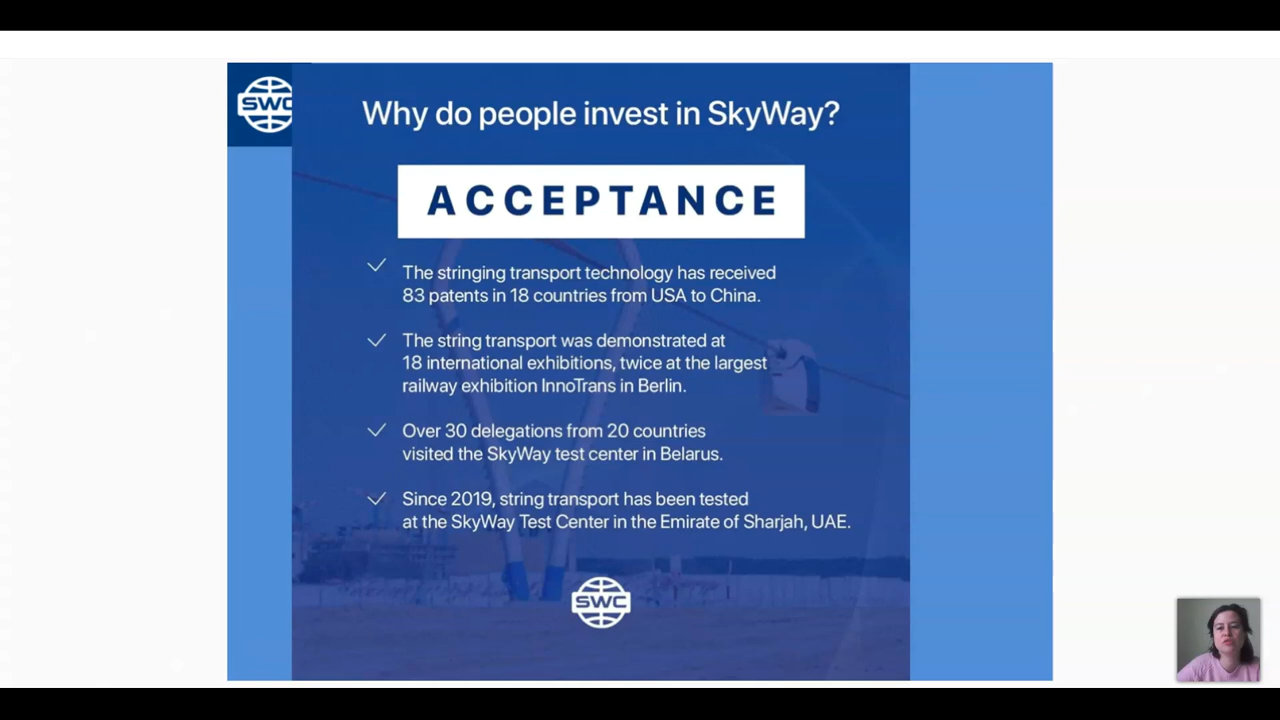 SWC
Why do people invest in SkyWay?
ACCEPTANCE
The stringing transport technology has received
83 patents in 18 countries from USA to China.
The string transport was demonstrated at
18 international exhibitions, twice at the largest
railway exhibition InnoTrans in Berlin.
Over 30 delegations from 20 countries
visited the SkyWay test center in Belarus.
Since 2019, string transport has been tested
at the SkyWay Test Center in the Emirate of Sharjah, UAE.
SWC